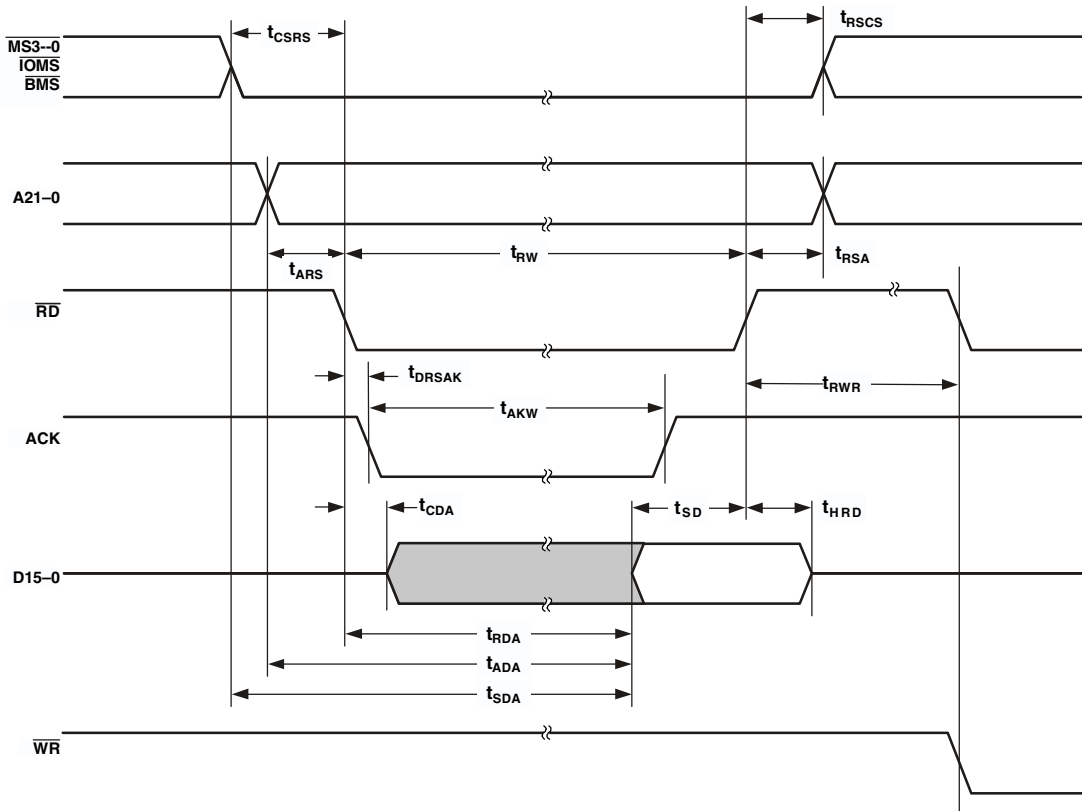 tCSRS
tRSCS
MS3--0
IOMS
BMS
A21–0
tARS
tRW
tRSA
RD
tDRSAK
tRWR
tAKW
ACK
tCDA
tSD
tHRD
D15–0
tRDA
tADA
tSDA
WR